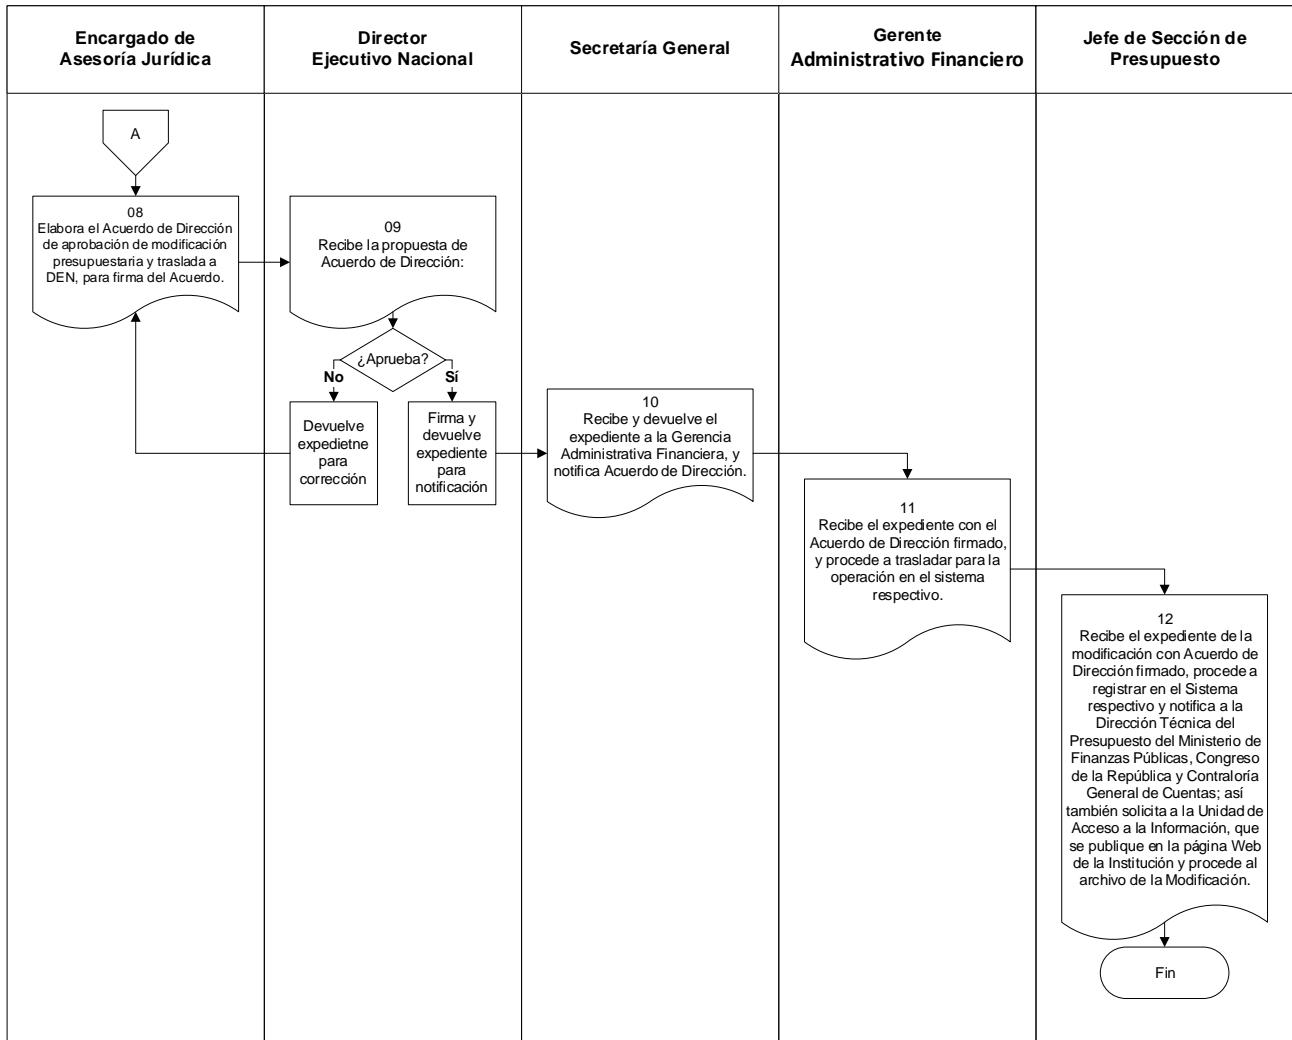 Encargado de
Asesoría Jurídica
Director
Ejecutivo Nacional
Secretaría General
Gerente
Administrativo Financiero
Jefe de Sección de
Presupuesto
A
08
Elabora el Acuerdo de Dirección
de aprobación de modificación
presupuestaria y traslada a
DEN, para firma del Acuerdo.
09
Recibe la propuesta de
Acuerdo de Dirección:
¿Aprueba?
No
Sí
Devuelve
expedietne
para
corrección
Firma y
devuelve
expediente
para
notificación
10
Recibe y devuelve el
expediente a la Gerencia
Administrativa Financiera, y
notifica Acuerdo de Dirección.
11
Recibe el expediente con el
Acuerdo de Dirección firmado,
y procede a trasladar para la
operación en el sistema
respectivo.
12
Recibe el expediente de la
modificación con Acuerdo de
Dirección firmado, procede a
registrar en el Sistema
respectivo y notifica a la
Dirección Técnica del
Presupuesto del Ministerio de
Finanzas Públicas, Congreso
de la República y Contraloría
General de Cuentas; así
también solicita a la Unidad de
Acceso a la Información, que
se publique en la página Web
de la Institución y procede al
archivo de la Modificación.
Fin